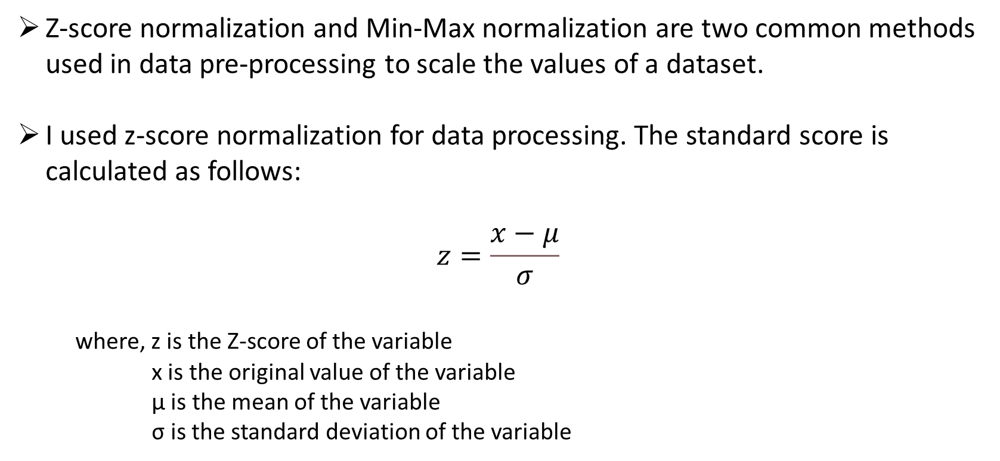 ➢ Z-score normalization and Min-Max normalization are two common methods
used in data pre-processing to scale the values of a dataset.
➢ I used z-score normalization for data processing. The standard score is
calculated as follows:
z = (x − μ) / σ
where, z is the Z-score of the variable
x is the original value of the variable
μ is the mean of the variable
σ is the standard deviation of the variable